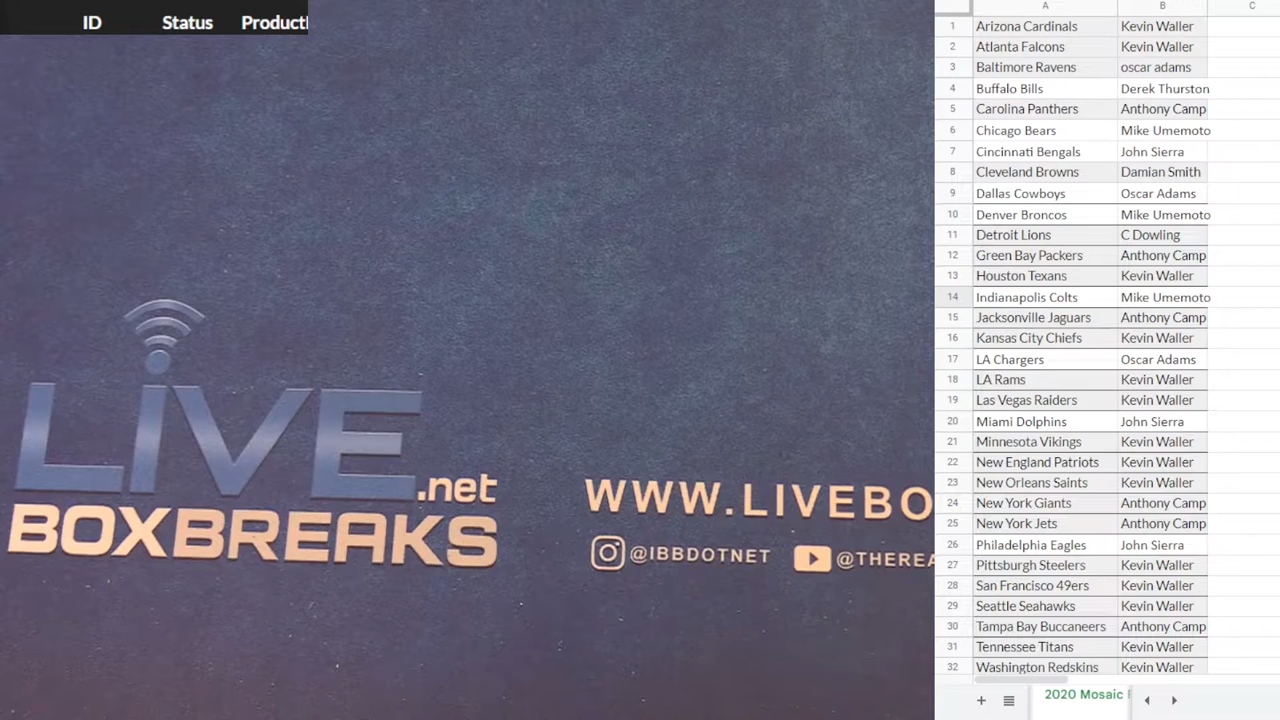 ID Status Producti
A B C
1 Arizona Cardinals Kevin Waller
2 Atlanta Falcons Kevin Waller
3 Baltimore Ravens oscar adams
4 Buffalo Bills Derek Thurston
5 Carolina Panthers Anthony Camp
6 Chicago Bears Mike Umemoto
7 Cincinnati Bengals John Sierra
8 Cleveland Browns Damian Smith
9 Dallas Cowboys Oscar Adams
10 Denver Broncos Mike Umemoto
11 Detroit Lions C Dowling
12 Green Bay Packers Anthony Camp
13 Houston Texans Kevin Waller
14 Indianapolis Colts Mike Umemoto
15 Jacksonville Jaguars Anthony Camp
16 Kansas City Chiefs Kevin Waller
17 LA Chargers Oscar Adams
18 LA Rams Kevin Waller
19 Las Vegas Raiders Kevin Waller
20 Miami Dolphins John Sierra
21 Minnesota Vikings Kevin Waller
22 New England Patriots Kevin Waller
23 New Orleans Saints Kevin Waller
24 New York Giants Anthony Camp
25 New York Jets Anthony Camp
26 Philadelphia Eagles John Sierra
27 Pittsburgh Steelers Kevin Waller
28 San Francisco 49ers Kevin Waller
29 Seattle Seahawks Kevin Waller
30 Tampa Bay Buccaneers Anthony Camp
31 Tennessee Titans Kevin Waller
32 Washington Redskins Kevin Waller
2020 Mosaic
LiVE.net
BOXBREAKS
WWW.LIVEBO
@IBBDOTNET @THEREA